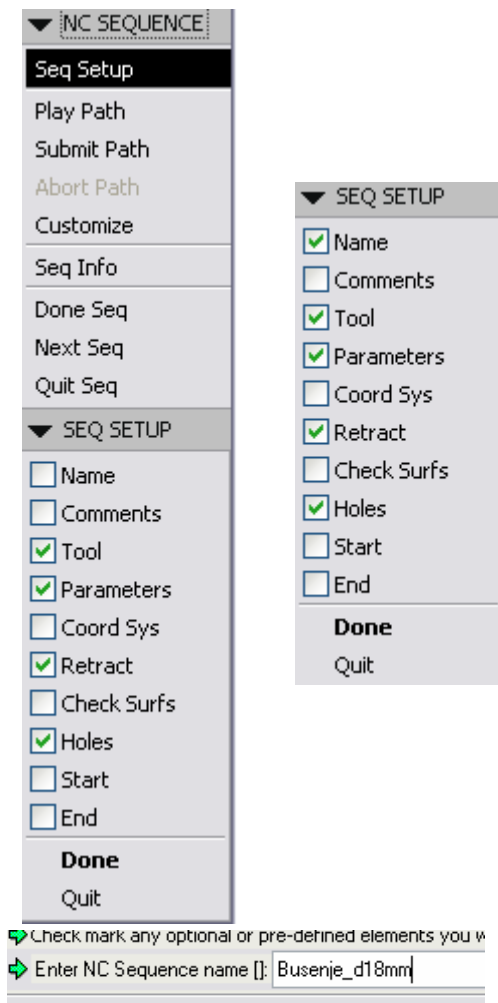 NC SEQUENCE
Seq Setup
Play Path
Submit Path
Abort Path
Customize
Seq Info
Done Seq
Next Seq
Quit Seq
SEQ SETUP
Name
Comments
Tool
Parameters
Coord Sys
Retract
Check Surfs
Holes
Start
End
Done
Quit
SEQ SETUP
Name
Comments
Tool
Parameters
Coord Sys
Retract
Check Surfs
Holes
Start
End
Done
Quit
Check mark any optional or pre-defined elements you
Enter NC Sequence name []: Busenje_d18mm